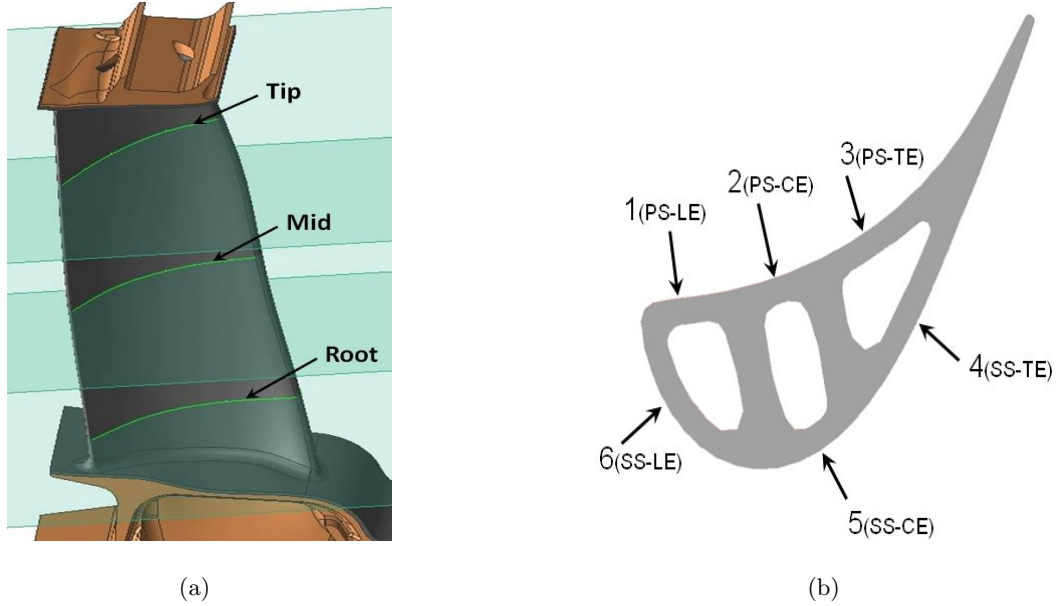 Tip
Mid
Root
3(PS-TE)
2(PS-CE)
1(PS-LE)
4(SS-TE)
6(SS-LE)
5(SS-CE)
(a)
(b)